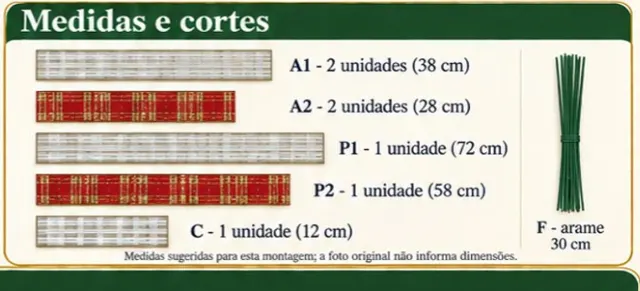 Medidas e cortes
A1 - 2 unidades (38 cm)
A2 - 2 unidades (28 cm)
P1 - 1 unidade (72 cm)
P2 - 1 unidade (58 cm)
C - 1 unidade (12 cm)
F - arame
30 cm
Medidas sugeridas para esta montagem; a foto original não informa dimensões.